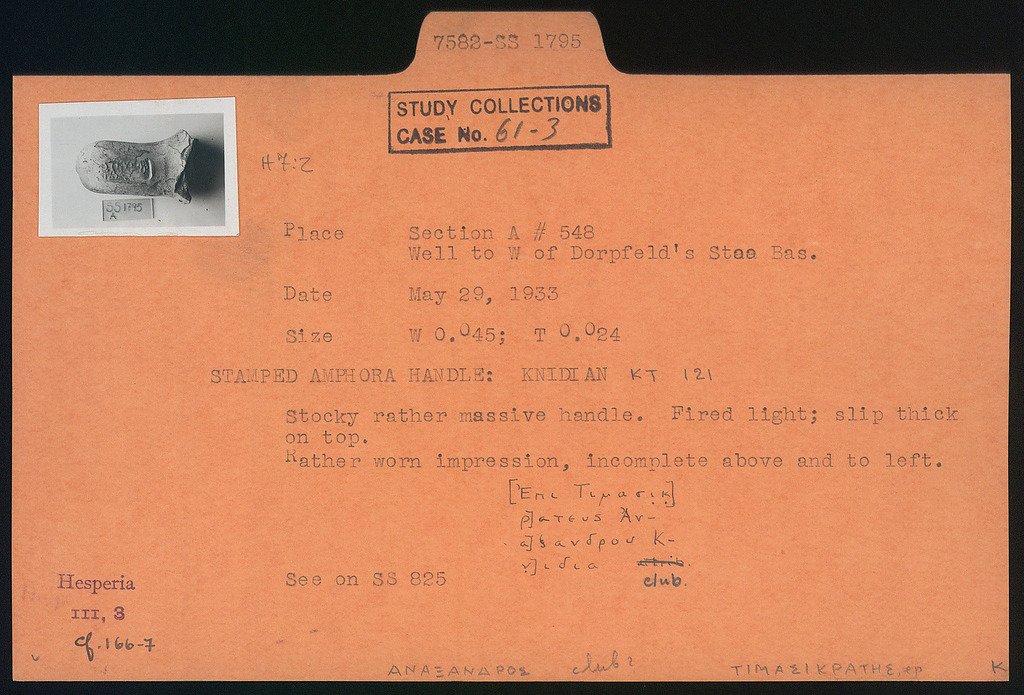 7582-SS 1795
STUDY COLLECTIONS
CASE No. 61-3
SS 1795
A
H 7:2
Place Section A # 548
Well to W of Dorpfeld's Stoa Bas.
Date May 29, 1933
Size W 0.045; T 0.024
STAMPED AMPHORA HANDLE: KNIDIAN KT 121
Stocky rather massive handle. Fired light; slip thick
on top.
Rather worn impression, incomplete above and to left.
[Ἐπι Τιμασικ]
ρ]ατευς Ἀν-
α]ξανδρου Κ-
ν]ιδια attrib.
club.
See on SS 825
Hesperia
III, 3
cf. 166-7
ΑΝΑΞΑΝΔΡΟΣ club? ΤΙΜΑΣΙΚΡΑΤΗΣ, ep K